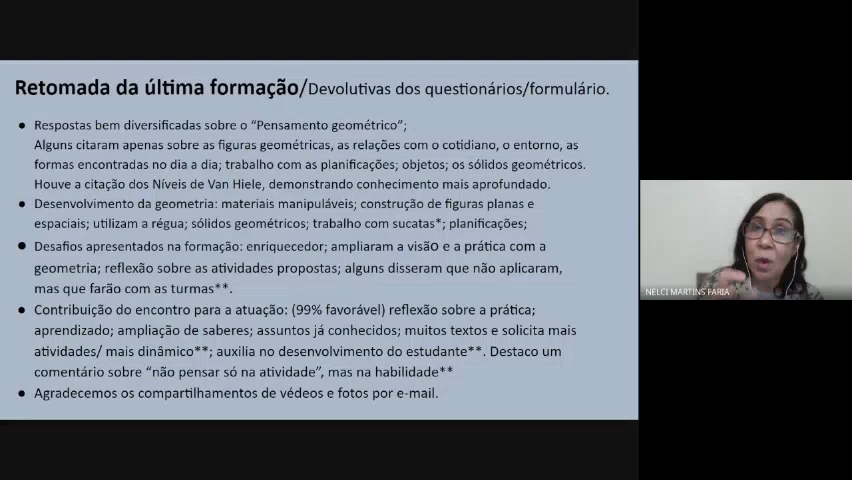 Retomada da última formação/Devolutivas dos questionários/formulário.
● Respostas bem diversificadas sobre o “Pensamento geométrico”;
Alguns citaram apenas sobre as figuras geométricas, as relações com o cotidiano, o entorno, as
formas encontradas no dia a dia; trabalho com as planificações; objetos; os sólidos geométricos.
Houve a citação dos Níveis de Van Hiele, demonstrando conhecimento mais aprofundado.
● Desenvolvimento da geometria: materiais manipuláveis; construção de figuras planas e
espaciais; utilizam a régua; sólidos geométricos; trabalho com sucatas*; planificações;
● Desafios apresentados na formação: enriquecedor; ampliaram a visão e a prática com a
geometria; reflexão sobre as atividades propostas; alguns disseram que não aplicaram,
mas que farão com as turmas**.
● Contribuição do encontro para a atuação: (99% favorável) reflexão sobre a prática;
aprendizado; ampliação de saberes; assuntos já conhecidos; muitos textos e solicita mais
atividades/ mais dinâmico**; auxilia no desenvolvimento do estudante**. Destaco um
comentário sobre “não pensar só na atividade”, mas na habilidade**
● Agradecemos os compartilhamentos de védeos e fotos por e-mail.
NELCI MARTINS FARIA